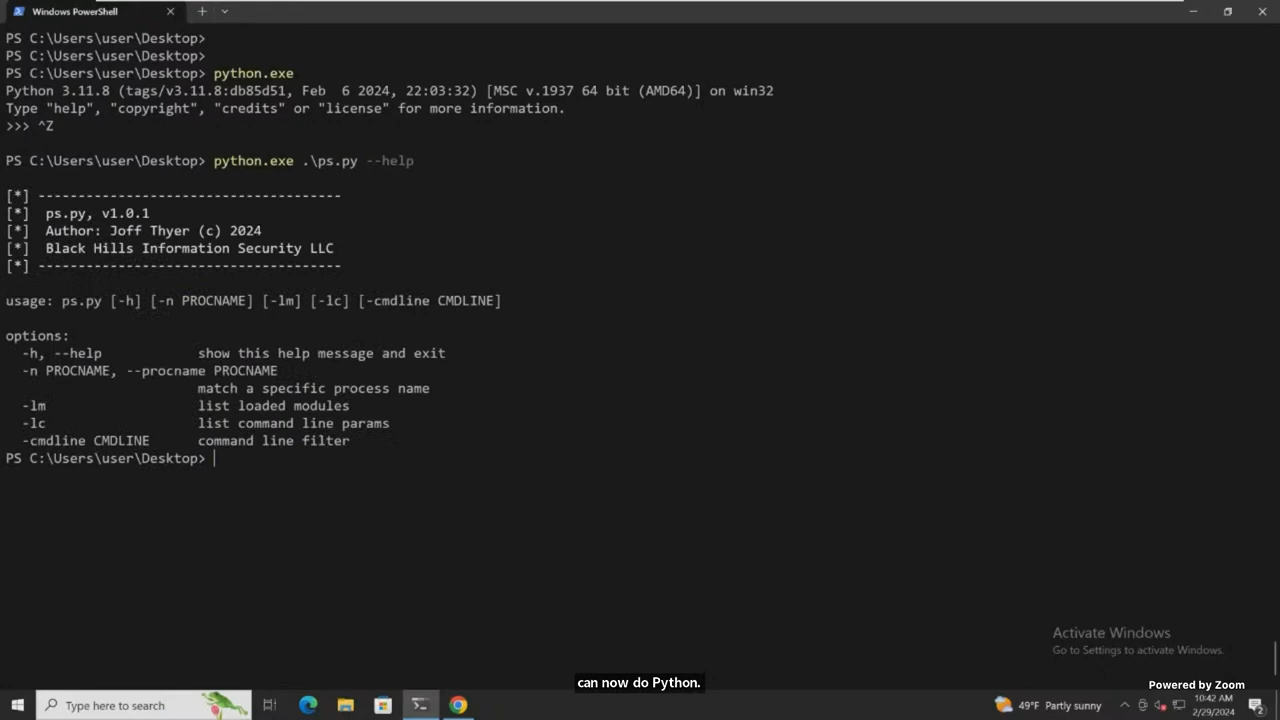 Windows PowerShell
PS C:\Users\user\Desktop>
PS C:\Users\user\Desktop>
PS C:\Users\user\Desktop> python.exe
Python 3.11.8 (tags/v3.11.8:db85d51, Feb  6 2024, 22:03:32) [MSC v.1937 64 bit (AMD64)] on win32
Type "help", "copyright", "credits" or "license" for more information.
>>> ^Z
PS C:\Users\user\Desktop> python.exe .\ps.py --help
[*] --------------------------------------
[*]  ps.py, v1.0.1
[*]  Author: Joff Thyer (c) 2024
[*]  Black Hills Information Security LLC
[*] --------------------------------------
usage: ps.py [-h] [-n PROCNAME] [-lm] [-lc] [-cmdline CMDLINE]
options:
  -h, --help            show this help message and exit
  -n PROCNAME, --procname PROCNAME
                        match a specific process name
  -lm                   list loaded modules
  -lc                   list command line params
  -cmdline CMDLINE      command line filter
PS C:\Users\user\Desktop>
Activate Windows
Go to Settings to activate Windows.
can now do Python.
Powered by Zoom
Type here to search
49°F Partly sunny
10:42 AM
2/29/2024
2